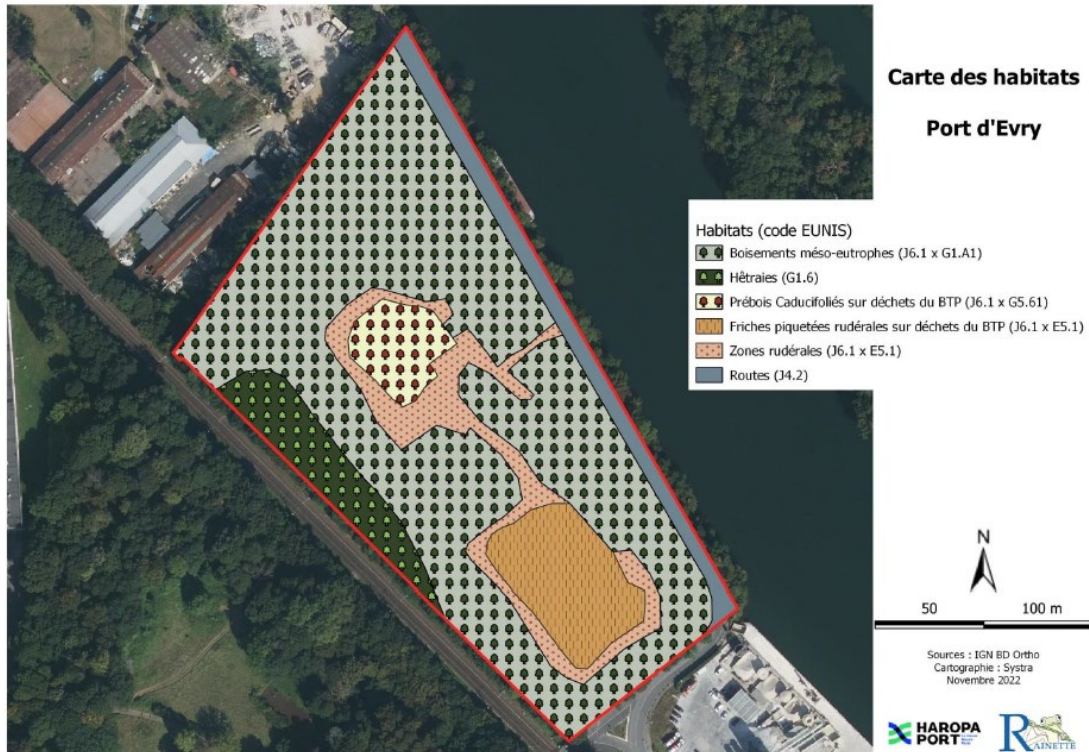 Carte des habitats
Port d'Evry
Habitats (code EUNIS)
Boisements méso-eutrophes (J6.1 x G1.A1)
Hêtraies (G1.6)
Prébois Caducifoliés sur déchets du BTP (J6.1 x G5.61)
Friches piquetées rudérales sur déchets du BTP (J6.1 x E5.1)
Zones rudérales (J6.1 x E5.1)
Routes (J4.2)
N
50 100 m
Sources : IGN BD Ortho
Cartographie : Systra
Novembre 2022
HAROPA
PORT
RAINETTE